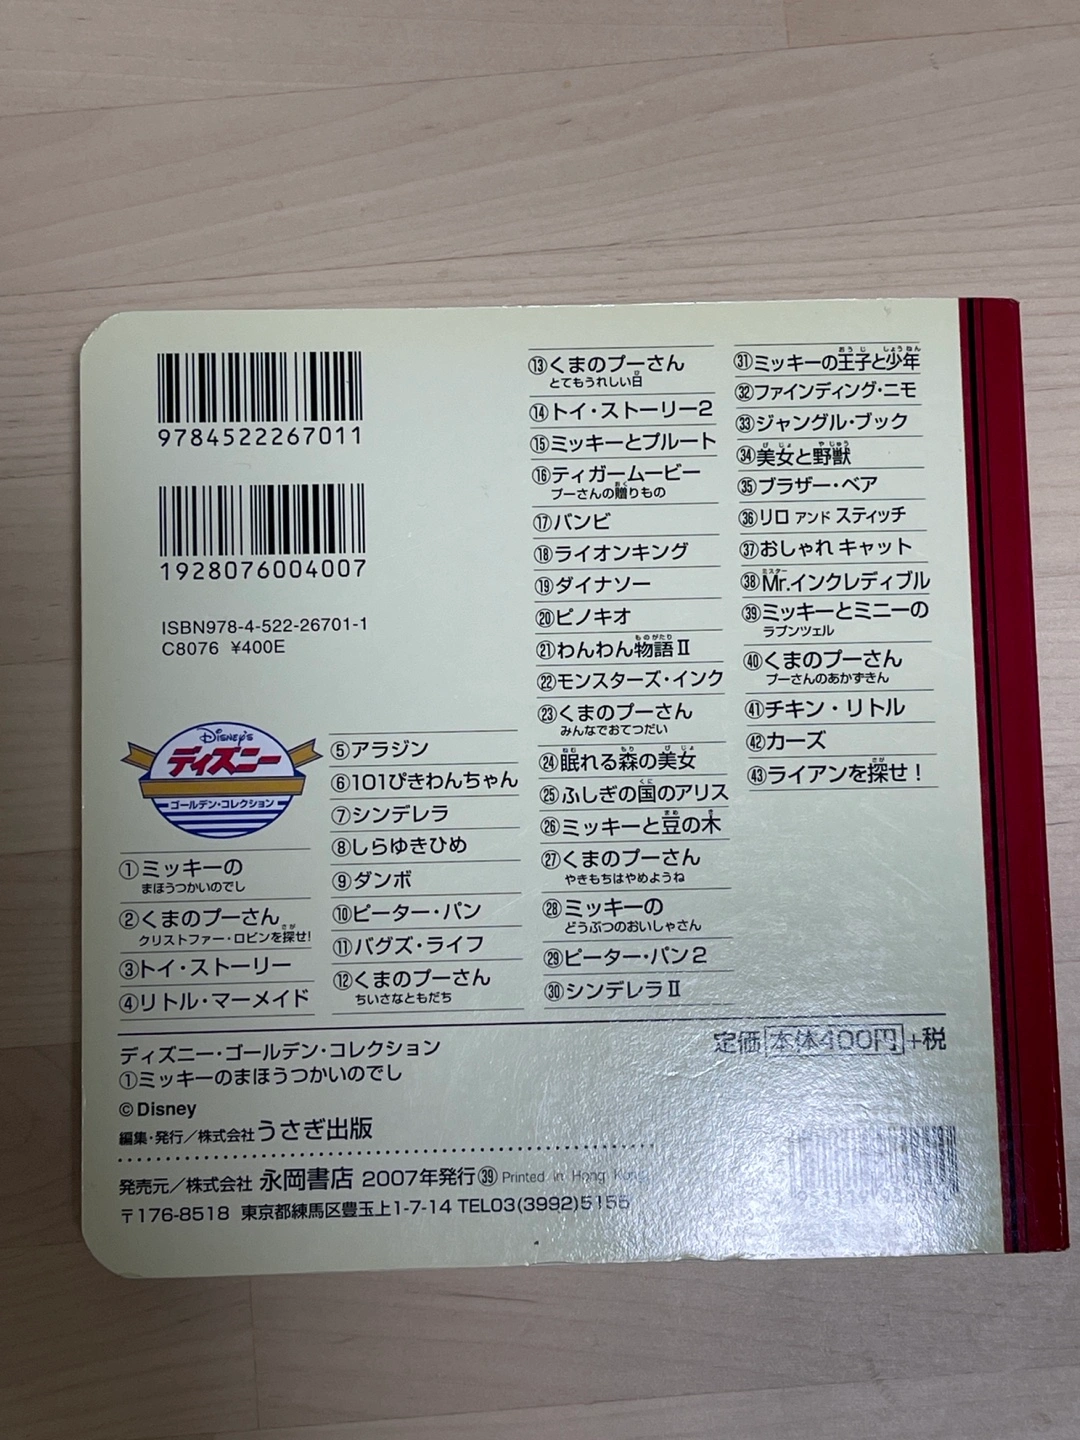 9784522267011
1928076004007
ISBN978-4-522-26701-1
C8076 ¥400E
DISNEY'S
ディズニー
ゴールデン・コレクション
①ミッキーの
まほうつかいのでし
②くまのプーさん
クリストファー・ロビンを探せ!
③トイ・ストーリー
④リトル・マーメイド
⑤アラジン
⑥101ぴきわんちゃん
⑦シンデレラ
⑧しらゆきひめ
⑨ダンボ
⑩ピーター・パン
⑪バグズ・ライフ
⑫くまのプーさん
ちいさなともだち
⑬くまのプーさん
とてもうれしい日
⑭トイ・ストーリー2
⑮ミッキーとプルート
⑯ティガームービー
プーさんの贈りもの
⑰バンビ
⑱ライオンキング
⑲ダイナソー
⑳ピノキオ
㉑わんわん物語Ⅱ
㉒モンスターズ・インク
㉓くまのプーさん
みんなでおてつだい
㉔眠れる森の美女
㉕ふしぎの国のアリス
㉖ミッキーと豆の木
㉗くまのプーさん
やきもちはやめようね
㉘ミッキーの
どうぶつのおいしゃさん
㉙ピーター・パン2
㉚シンデレラⅡ
㉛ミッキーの王子と少年
㉜ファインディング・ニモ
㉝ジャングル・ブック
㉞美女と野獣
㉟ブラザー・ベア
㊱リロ アンド スティッチ
㊲おしゃれ キャット
㊳Mr.インクレディブル
㊴ミッキーとミニーの
ラプンツェル
㊵くまのプーさん
プーさんのあかずきん
㊶チキン・リトル
㊷カーズ
㊸ライアンを探せ!
ディズニー・ゴールデン・コレクション
①ミッキーのまほうつかいのでし
定価 本体400円+税
©Disney
編集・発行/株式会社うさぎ出版
発売元/株式会社 永岡書店 2007年発行㊴ Printed in Hong Kong
〒176-8518 東京都練馬区豊玉上1-7-14 TEL03(3992)5155